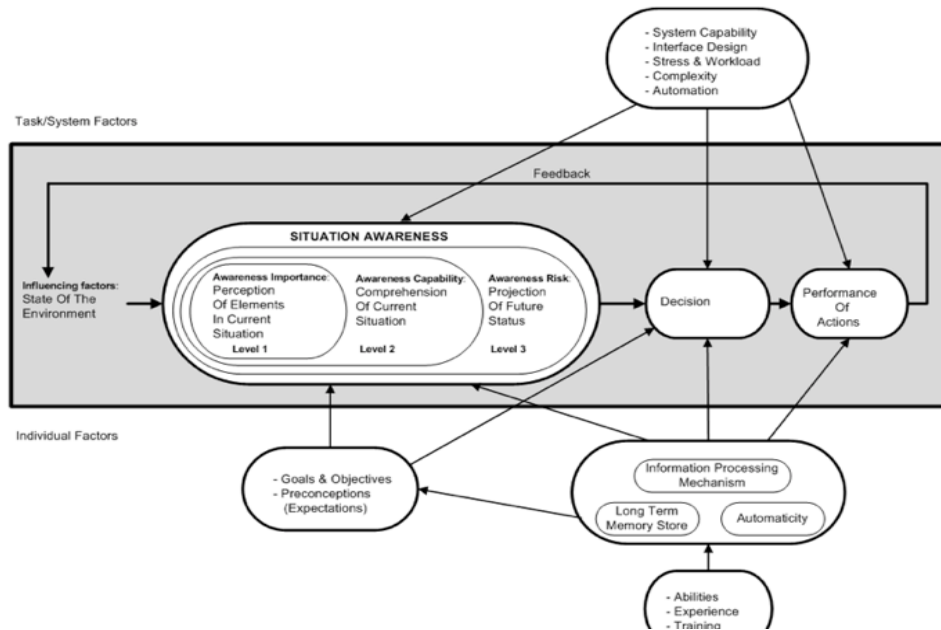 - System Capability
- Interface Design
- Stress & Workload
- Complexity
- Automation
Task/System Factors
Feedback
SITUATION AWARENESS
Influencing factors:
State Of The
Environment
Awareness Importance:
Perception
Of Elements
In Current
Situation
Level 1
Awareness Capability:
Comprehension
Of Current
Situation
Level 2
Awareness Risk:
Projection
Of Future
Status
Level 3
Decision
Performance
Of
Actions
Individual Factors
- Goals & Objectives
- Preconceptions
(Expectations)
Information Processing
Mechanism
Long Term
Memory Store
Automaticity
- Abilities
- Experience
- Training